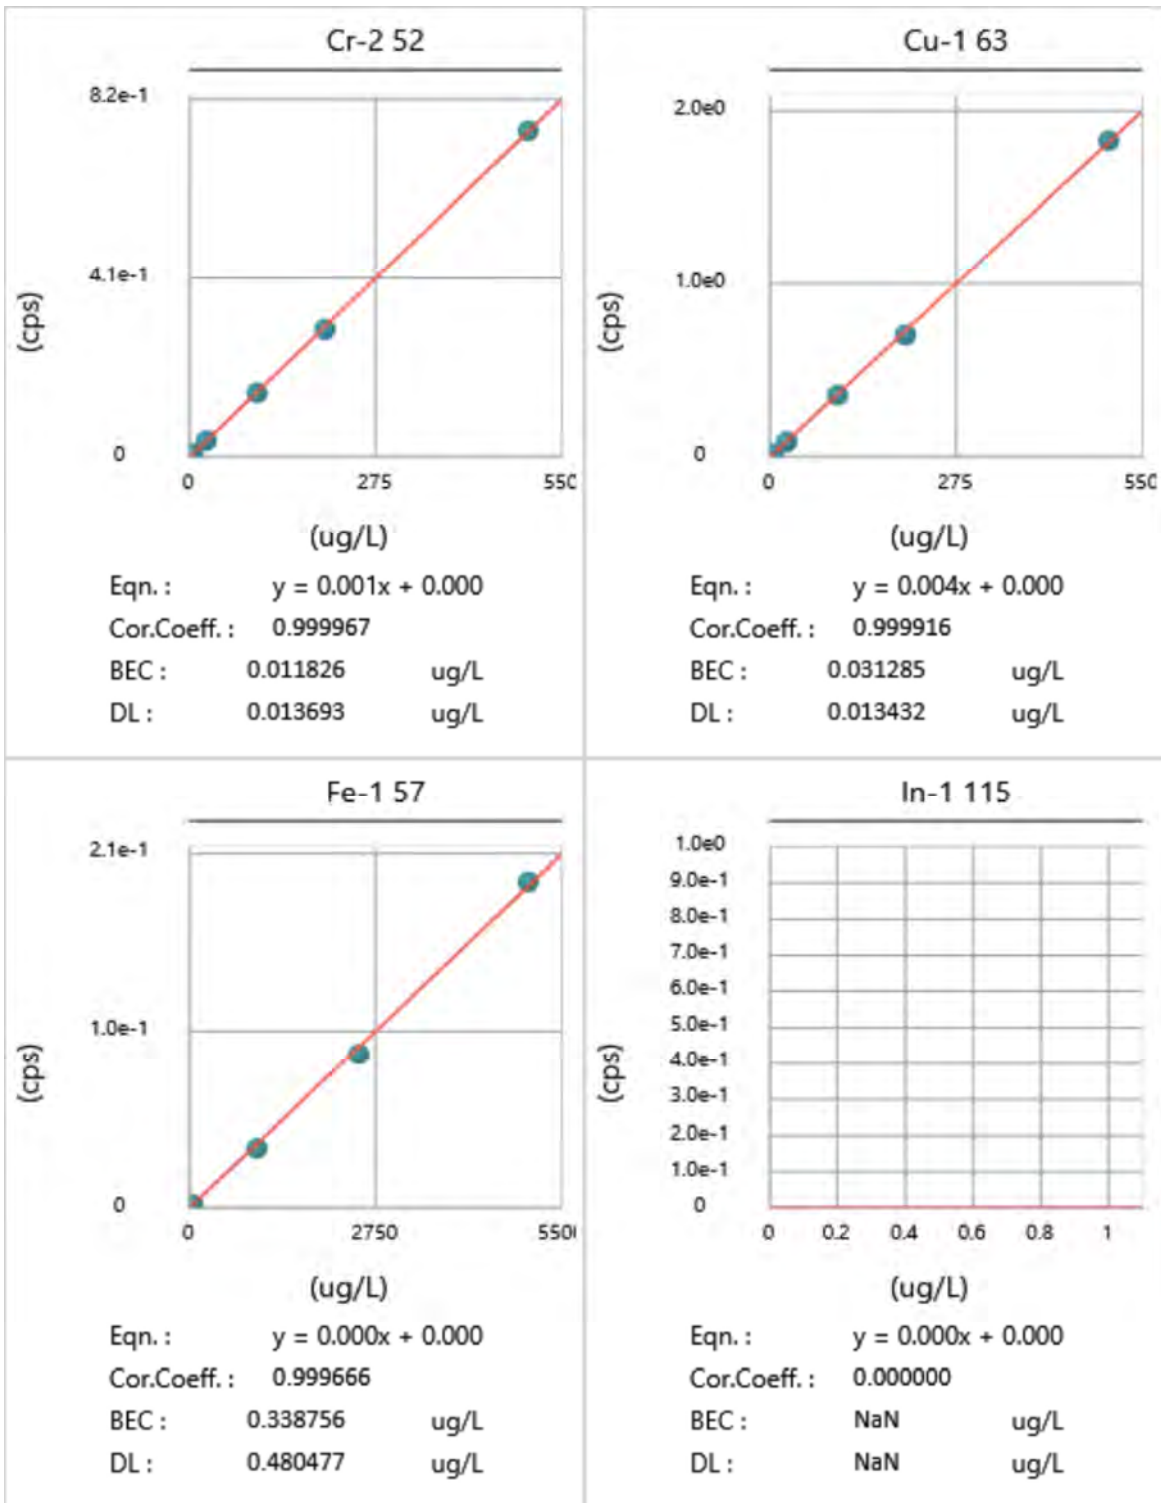 Cr-2 52
8.2e-1
4.1e-1
0
(cps)
0 275 550
(ug/L)
Eqn. : y = 0.001x + 0.000
Cor.Coeff. : 0.999967
BEC : 0.011826 ug/L
DL : 0.013693 ug/L
Cu-1 63
2.0e0
1.0e0
0
(cps)
0 275 550
(ug/L)
Eqn. : y = 0.004x + 0.000
Cor.Coeff. : 0.999916
BEC : 0.031285 ug/L
DL : 0.013432 ug/L
Fe-1 57
2.1e-1
1.0e-1
0
(cps)
0 2750 5500
(ug/L)
Eqn. : y = 0.000x + 0.000
Cor.Coeff. : 0.999666
BEC : 0.338756 ug/L
DL : 0.480477 ug/L
In-1 115
1.0e0
9.0e-1
8.0e-1
7.0e-1
6.0e-1
5.0e-1
4.0e-1
3.0e-1
2.0e-1
1.0e-1
0
(cps)
0 0.2 0.4 0.6 0.8 1
(ug/L)
Eqn. : y = 0.000x + 0.000
Cor.Coeff. : 0.000000
BEC : NaN ug/L
DL : NaN ug/L